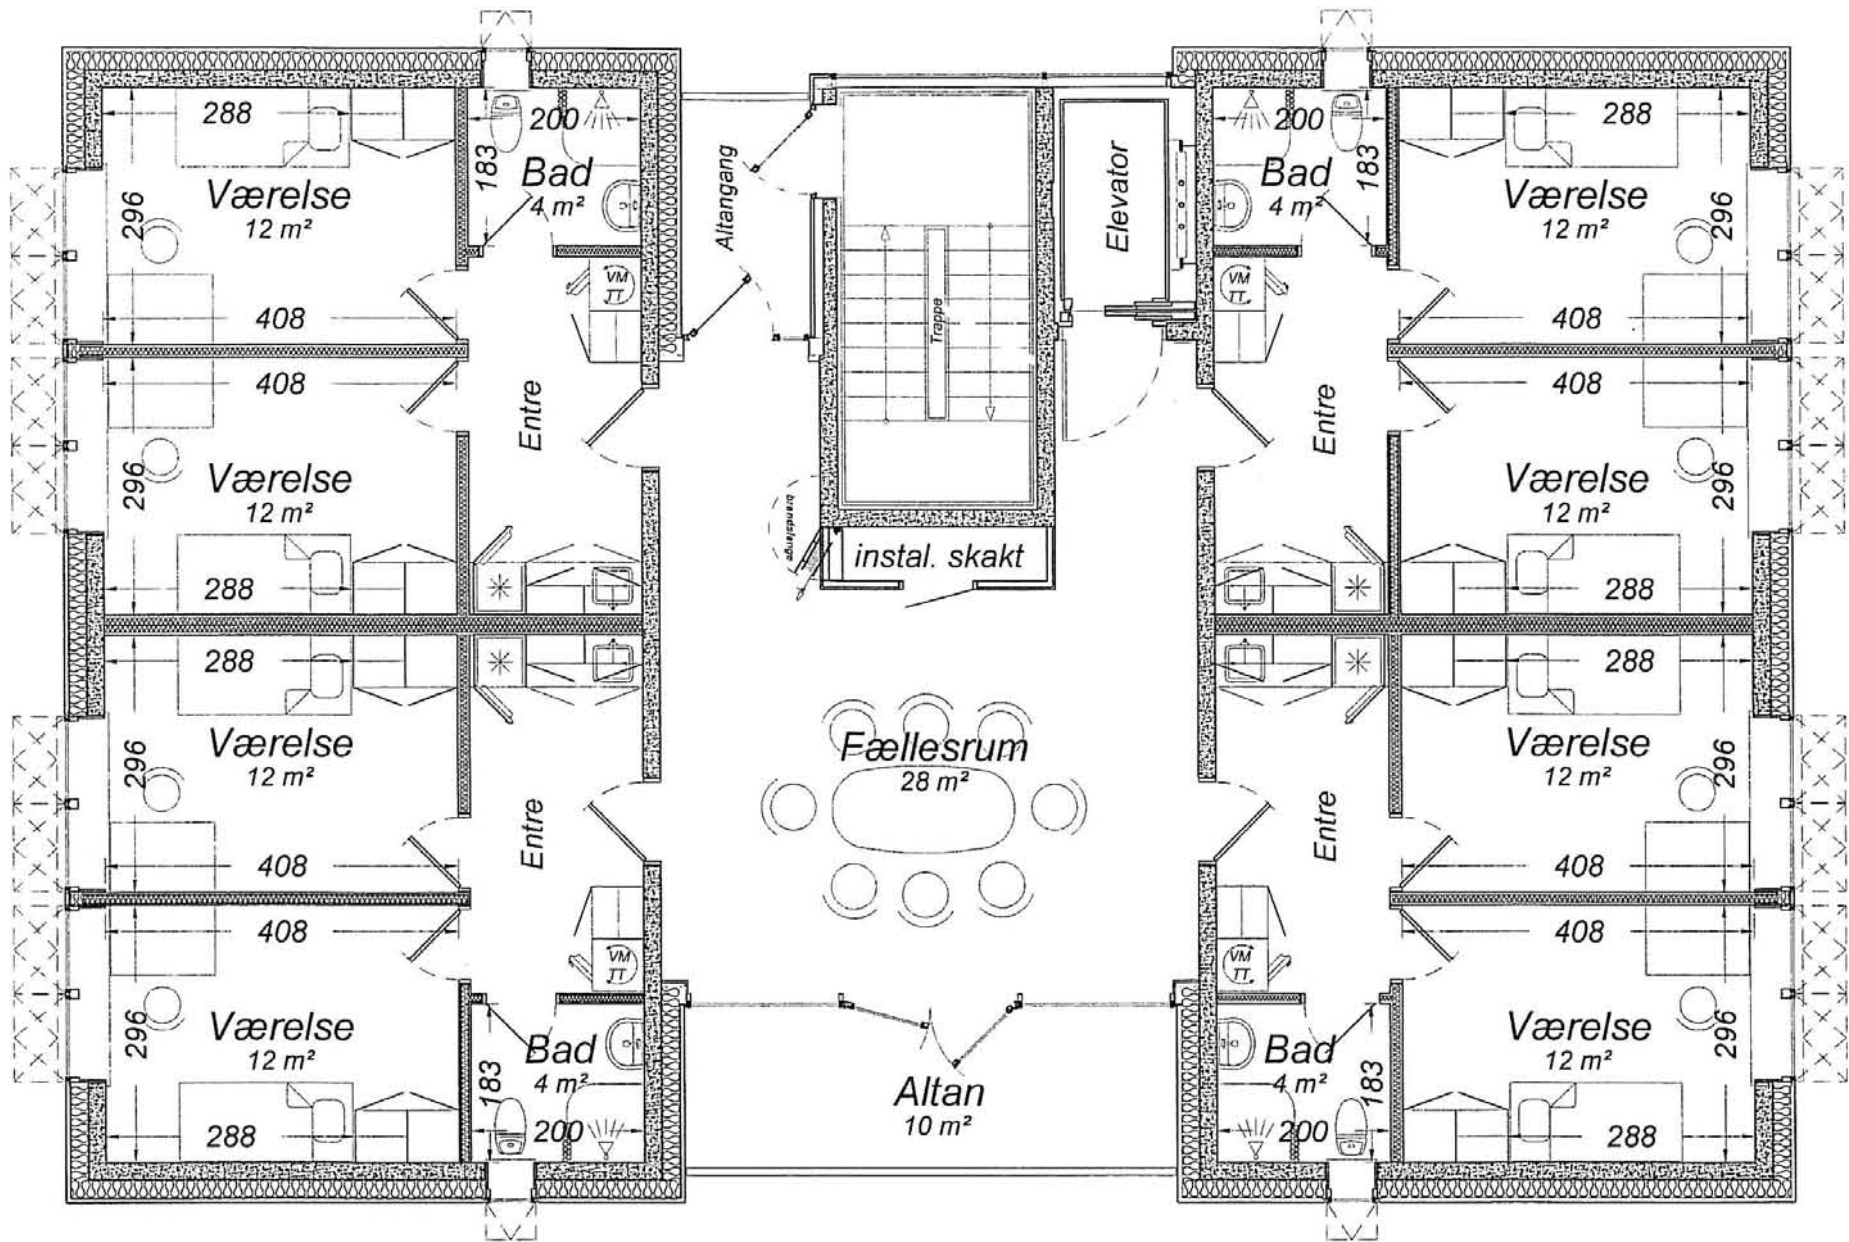 288
Værelse
12 m²
296
408
200
183
Bad
4 m²
VM
TT
Entre
408
296
Værelse
12 m²
288
288
Værelse
12 m²
296
408
Entre
408
296
Værelse
12 m²
288
VM
TT
Bad
4 m²
183
200
Altangang
Trappe
Elevator
brandslange
instal. skakt
Fællesrum
28 m²
Altan
10 m²
200
183
Bad
4 m²
VM
TT
Entre
288
Værelse
12 m²
296
408
408
Værelse
12 m²
296
288
288
Værelse
12 m²
296
408
Entre
VM
TT
Bad
4 m²
183
200
408
Værelse
12 m²
296
288